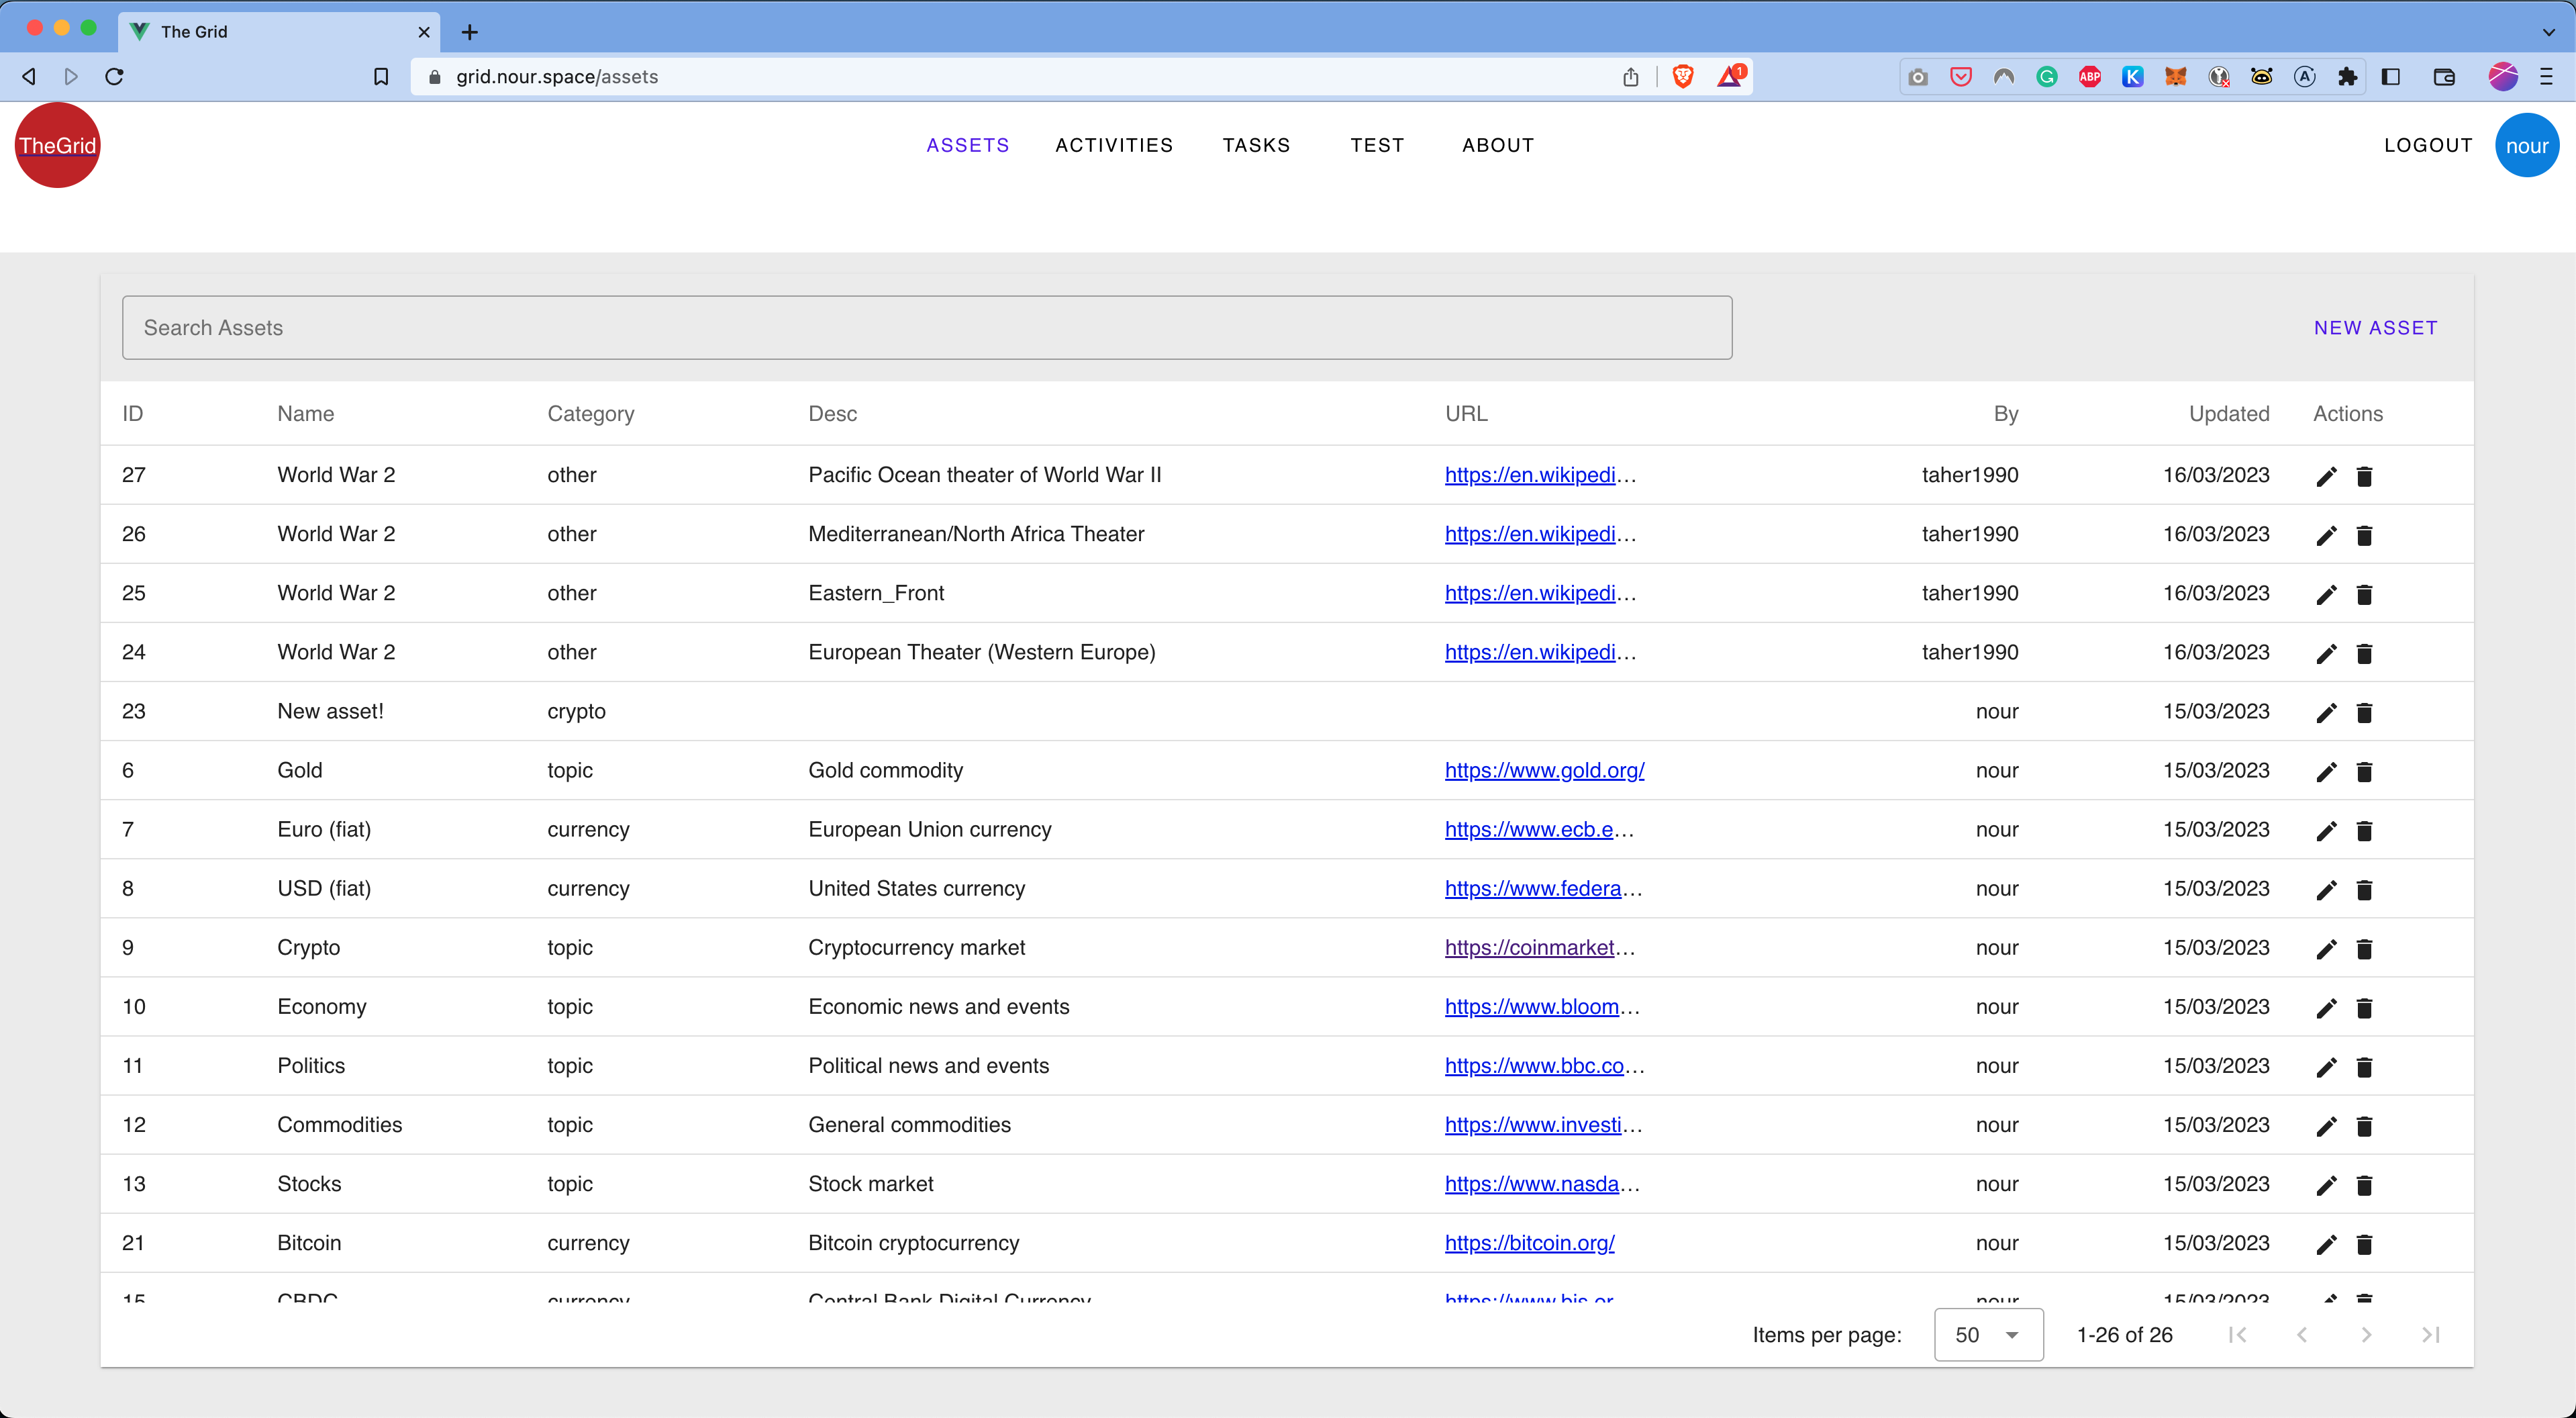 The Grid
grid.nour.space/assets
1
ABP
TheGrid
ASSETS ACTIVITIES TASKS TEST ABOUT
LOGOUT nour
Search Assets
NEW ASSET
ID Name Category Desc URL By Updated Actions
27 World War 2 other Pacific Ocean theater of World War II https://en.wikipedi… taher1990 16/03/2023
26 World War 2 other Mediterranean/North Africa Theater https://en.wikipedi… taher1990 16/03/2023
25 World War 2 other Eastern_Front https://en.wikipedi… taher1990 16/03/2023
24 World War 2 other European Theater (Western Europe) https://en.wikipedi… taher1990 16/03/2023
23 New asset! crypto nour 15/03/2023
6 Gold topic Gold commodity https://www.gold.org/ nour 15/03/2023
7 Euro (fiat) currency European Union currency https://www.ecb.e… nour 15/03/2023
8 USD (fiat) currency United States currency https://www.federa… nour 15/03/2023
9 Crypto topic Cryptocurrency market https://coinmarket… nour 15/03/2023
10 Economy topic Economic news and events https://www.bloom… nour 15/03/2023
11 Politics topic Political news and events https://www.bbc.co… nour 15/03/2023
12 Commodities topic General commodities https://www.investi… nour 15/03/2023
13 Stocks topic Stock market https://www.nasda… nour 15/03/2023
21 Bitcoin currency Bitcoin cryptocurrency https://bitcoin.org/ nour 15/03/2023
15 CBDC currency Central Bank Digital Currency https://www.bis.or nour 15/03/2023
Items per page: 50 1-26 of 26